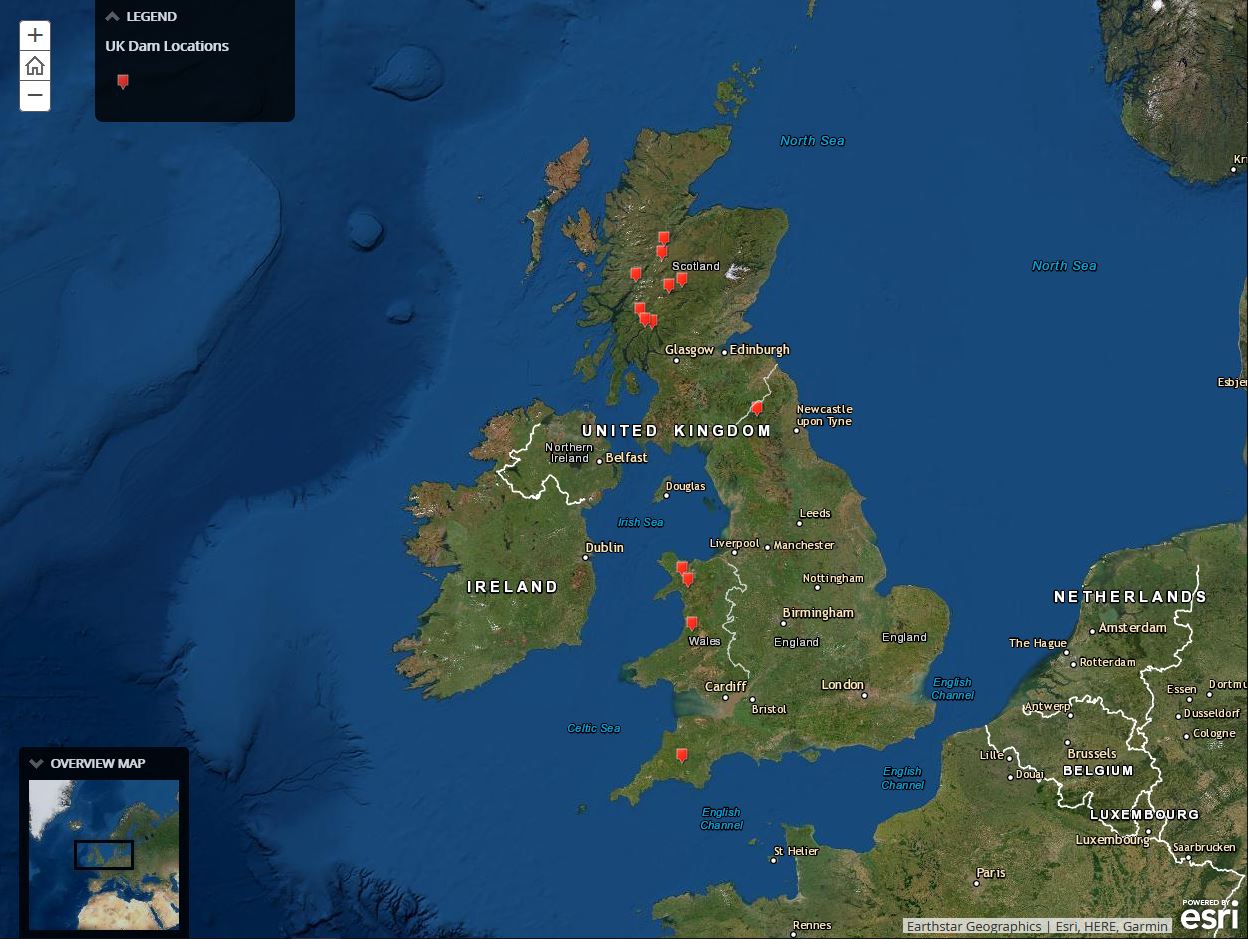 LEGEND
UK Dam Locations
North Sea
North Sea
Scotland
Glasgow
Edinburgh
Esbjer
Newcastle
upon Tyne
UNITED KINGDOM
Northern
Ireland
Belfast
Douglas
Leeds
Irish Sea
Liverpool
Manchester
Dublin
Nottingham
IRELAND
NETHERLANDS
Birmingham
Amsterdam
Wales
England
England
The Hague
Rotterdam
Cardiff
London
English
Channel
Essen
Dortmu
Bristol
Antwerp
Dusseldorf
Celtic Sea
Cologne
Lille
Brussels
BELGIUM
Douai
English
Channel
OVERVIEW MAP
English
Channel
LUXEMBOURG
Luxembourg
Saarbrucken
St Helier
Paris
Rennes
POWERED BY
esri
Earthstar Geographics | Esri, HERE, Garmin